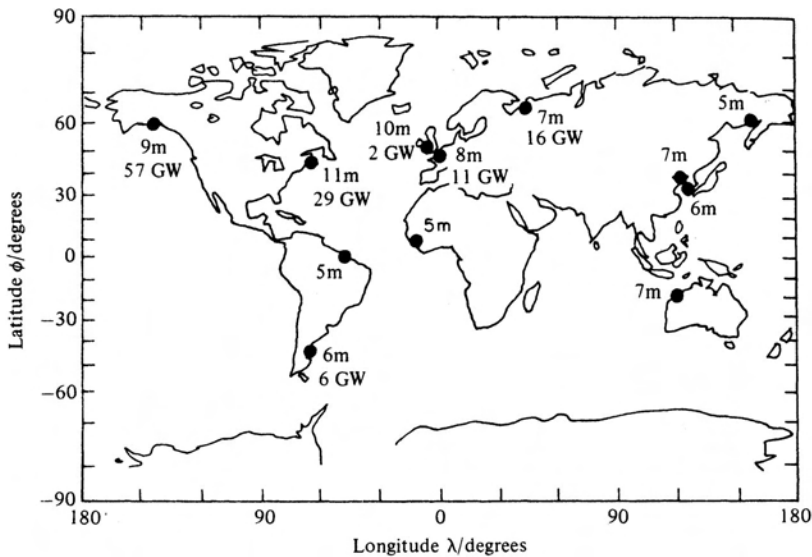 90
60
30
0
−30
−60
−90
Latitude ϕ/degrees
10m
2 GW
7m
16 GW
5m
9m
57 GW
11m
29 GW
8m
11 GW
7m
6m
5m
5m
7m
6m
6 GW
180
90
0
90
180
Longitude λ/degrees